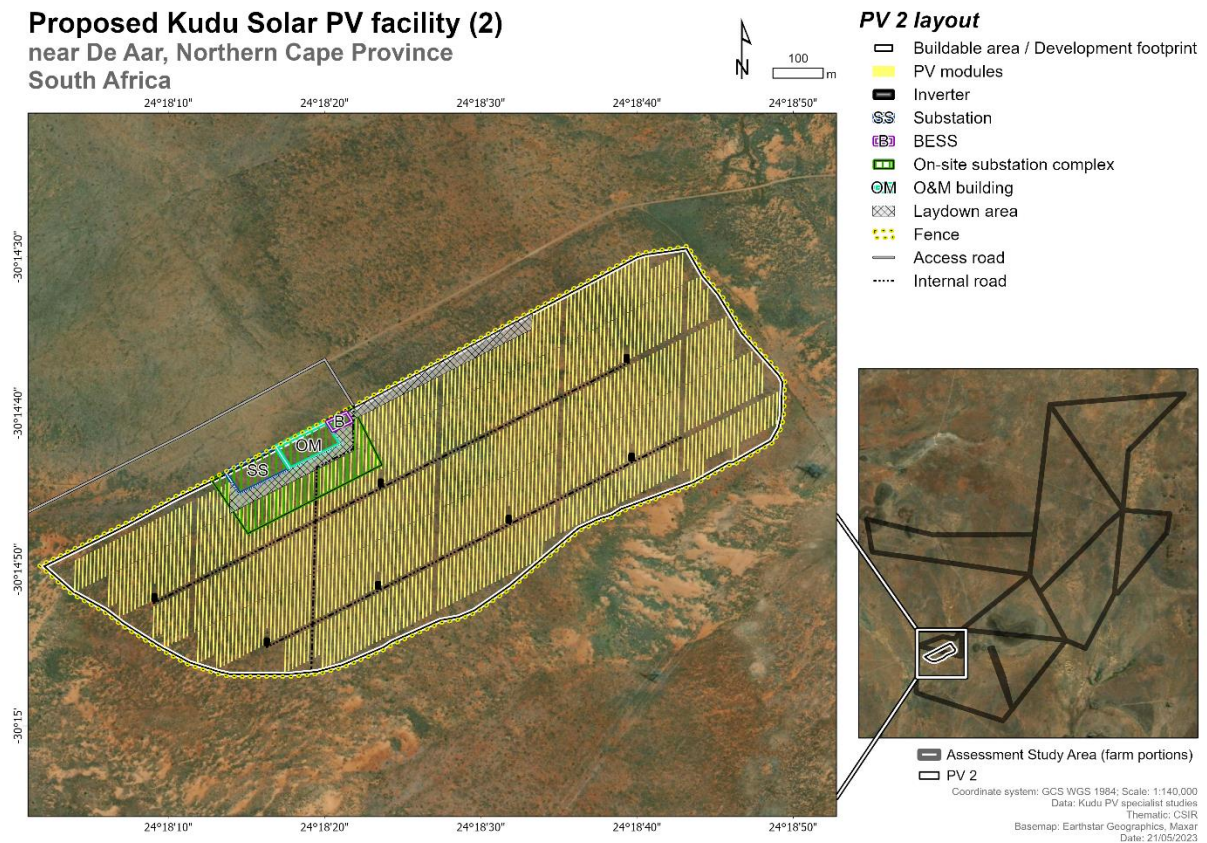 Proposed Kudu Solar PV facility (2)
near De Aar, Northern Cape Province
South Africa
N
100
m
24°18'10"
24°18'20"
24°18'30"
24°18'40"
24°18'50"
-30°14'30"
-30°14'40"
-30°14'50"
-30°15'
B
OM
SS
24°18'10"
24°18'20"
24°18'30"
24°18'40"
24°18'50"
PV 2 layout
Buildable area / Development footprint
PV modules
Inverter
SS Substation
B BESS
On-site substation complex
OM O&M building
Laydown area
Fence
Access road
Internal road
Assessment Study Area (farm portions)
PV 2
Coordinate system: GCS WGS 1984; Scale: 1:140,000
Data: Kudu PV specialist studies
Thematic: CSIR
Basemap: Earthstar Geographics, Maxar
Date: 21/05/2023